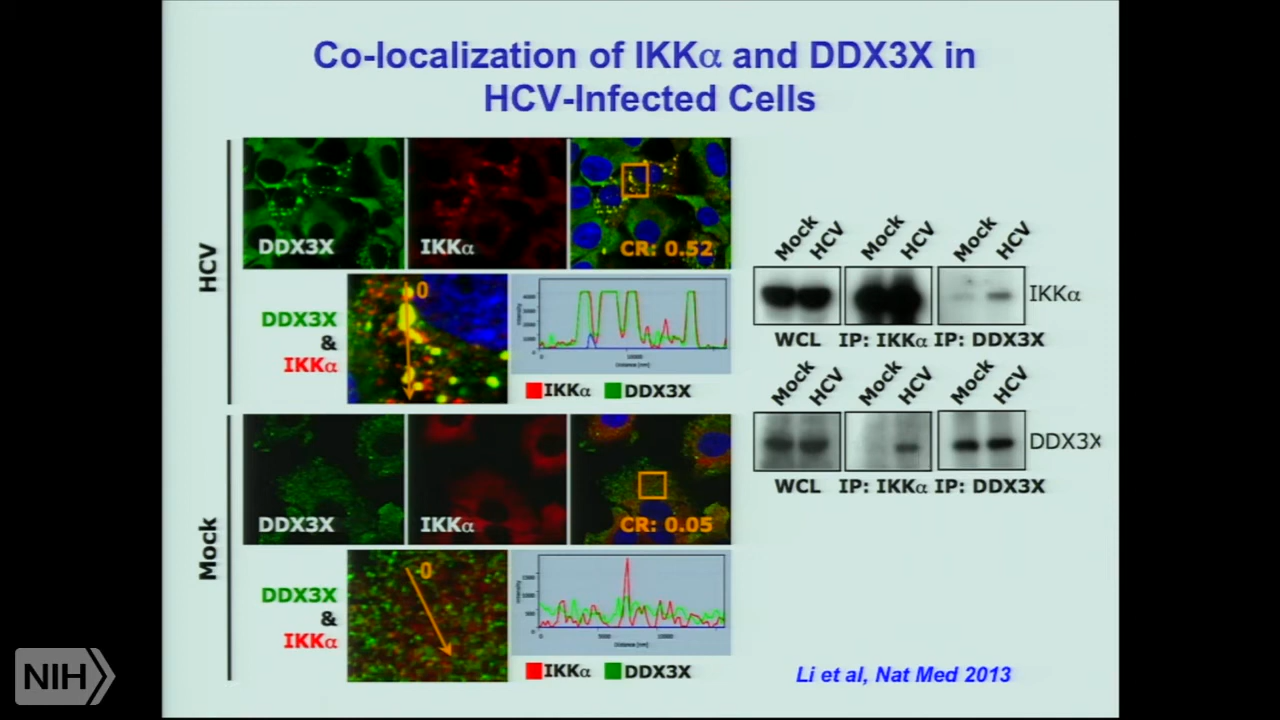 Co-localization of IKKα and DDX3X in
HCV-Infected Cells
HCV
DDX3X
IKKα
CR: 0.52
DDX3X
&
IKKα
0
IKKα DDX3X
Mock
DDX3X
IKKα
CR: 0.05
DDX3X
&
IKKα
0
IKKα DDX3X
Mock HCV Mock HCV Mock HCV
IKKα
WCL IP: IKKα IP: DDX3X
Mock HCV Mock HCV Mock HCV
DDX3X
WCL IP: IKKα IP: DDX3X
Li et al, Nat Med 2013
NIH